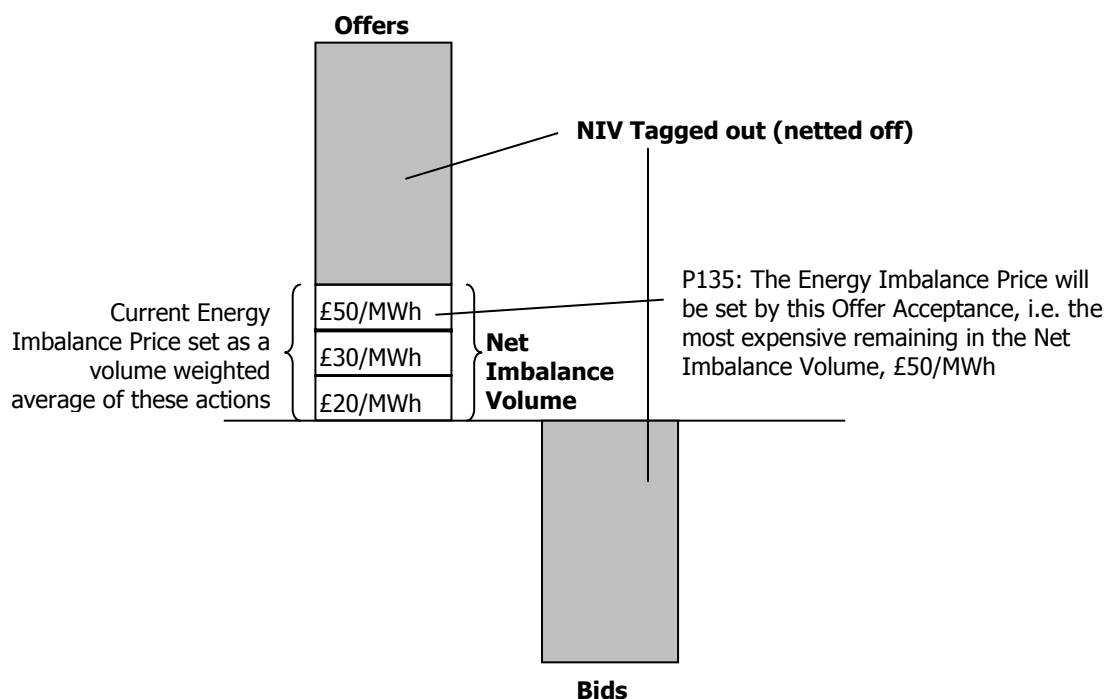 Offers
NIV Tagged out (netted off)
P135: The Energy Imbalance Price will
be set by this Offer Acceptance, i.e. the
most expensive remaining in the Net
Imbalance Volume, £50/MWh
Current Energy
Imbalance Price set as a
volume weighted
average of these actions
£50/MWh
£30/MWh
£20/MWh
Net
Imbalance
Volume
Bids